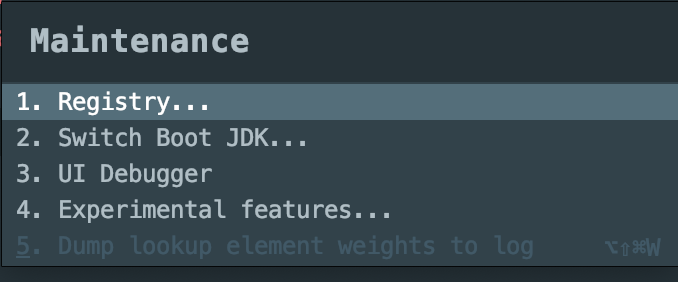 Maintenance
1. Registry...
2. Switch Boot JDK...
3. UI Debugger
4. Experimental features...
5. Dump lookup element weights to log ⌥⇧⌘W